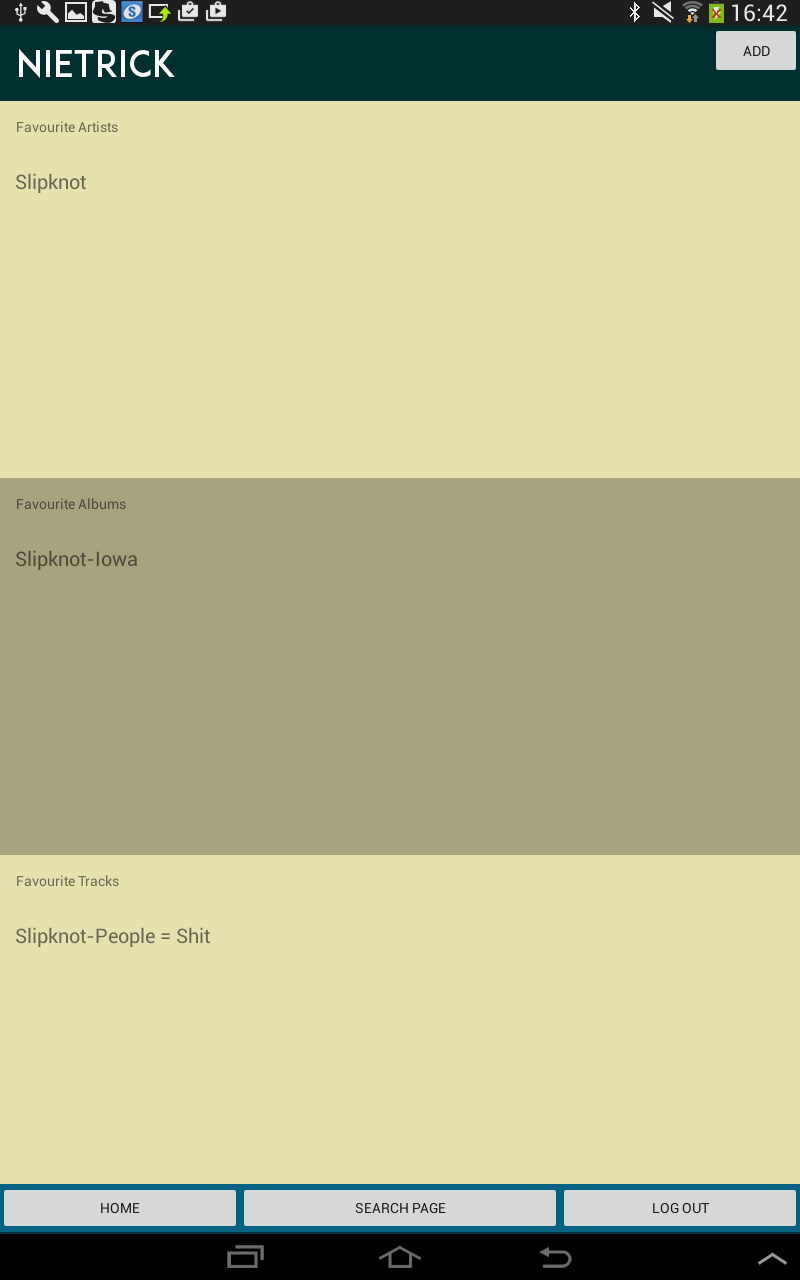 16:42
NIETRICK
ADD
Favourite Artists
Slipknot
Favourite Albums
Slipknot-Iowa
Favourite Tracks
Slipknot-People = Shit
HOME
SEARCH PAGE
LOG OUT